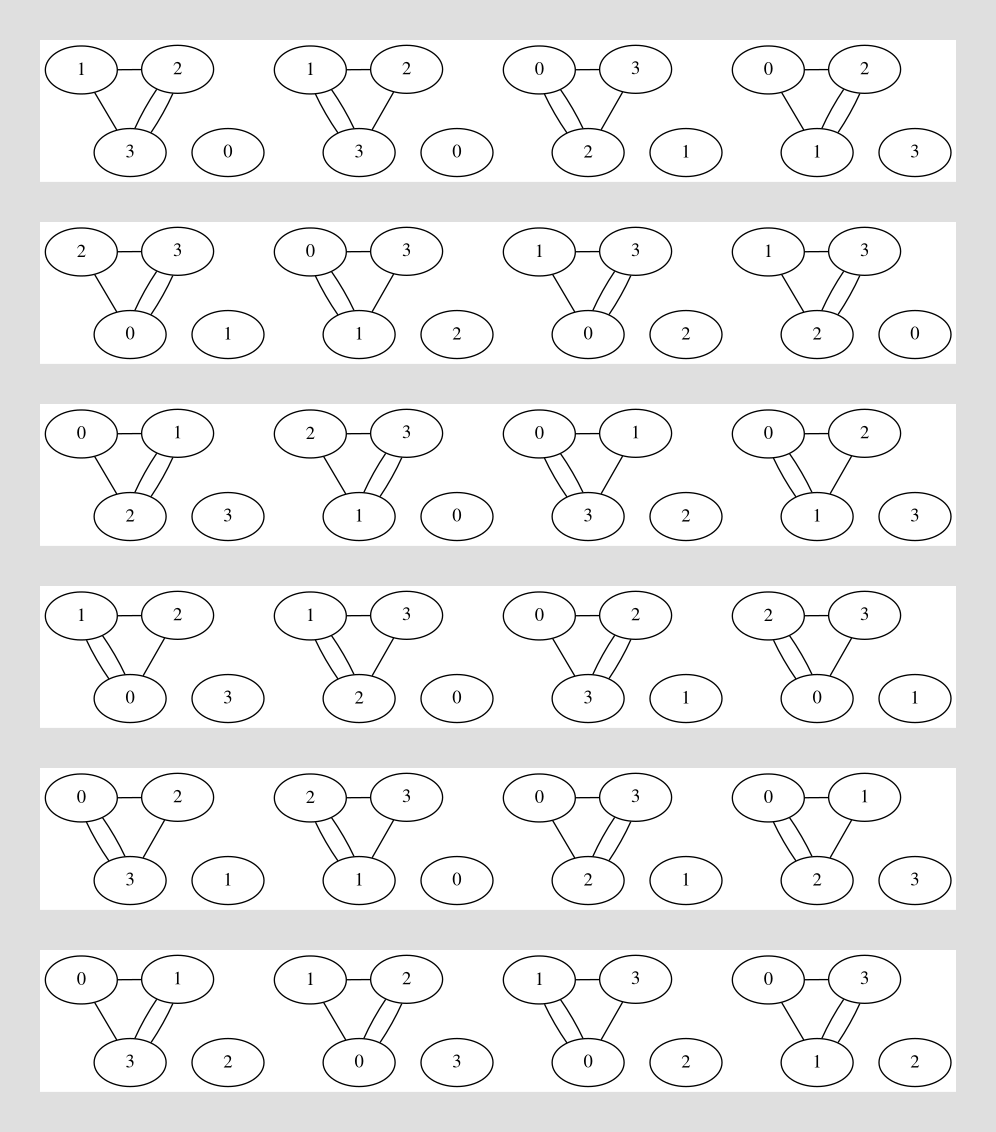 1 2 1 2 0 3 0 2
3 0 3 0 2 1 1 3
2 3 0 3 1 3 1 3
0 1 1 2 0 2 2 0
0 1 2 3 0 1 0 2
2 3 1 0 3 2 1 3
1 2 1 3 0 2 2 3
0 3 2 0 3 1 0 1
0 2 2 3 0 3 0 1
3 1 1 0 2 1 2 3
0 1 1 2 1 3 0 3
3 2 0 3 0 2 1 2